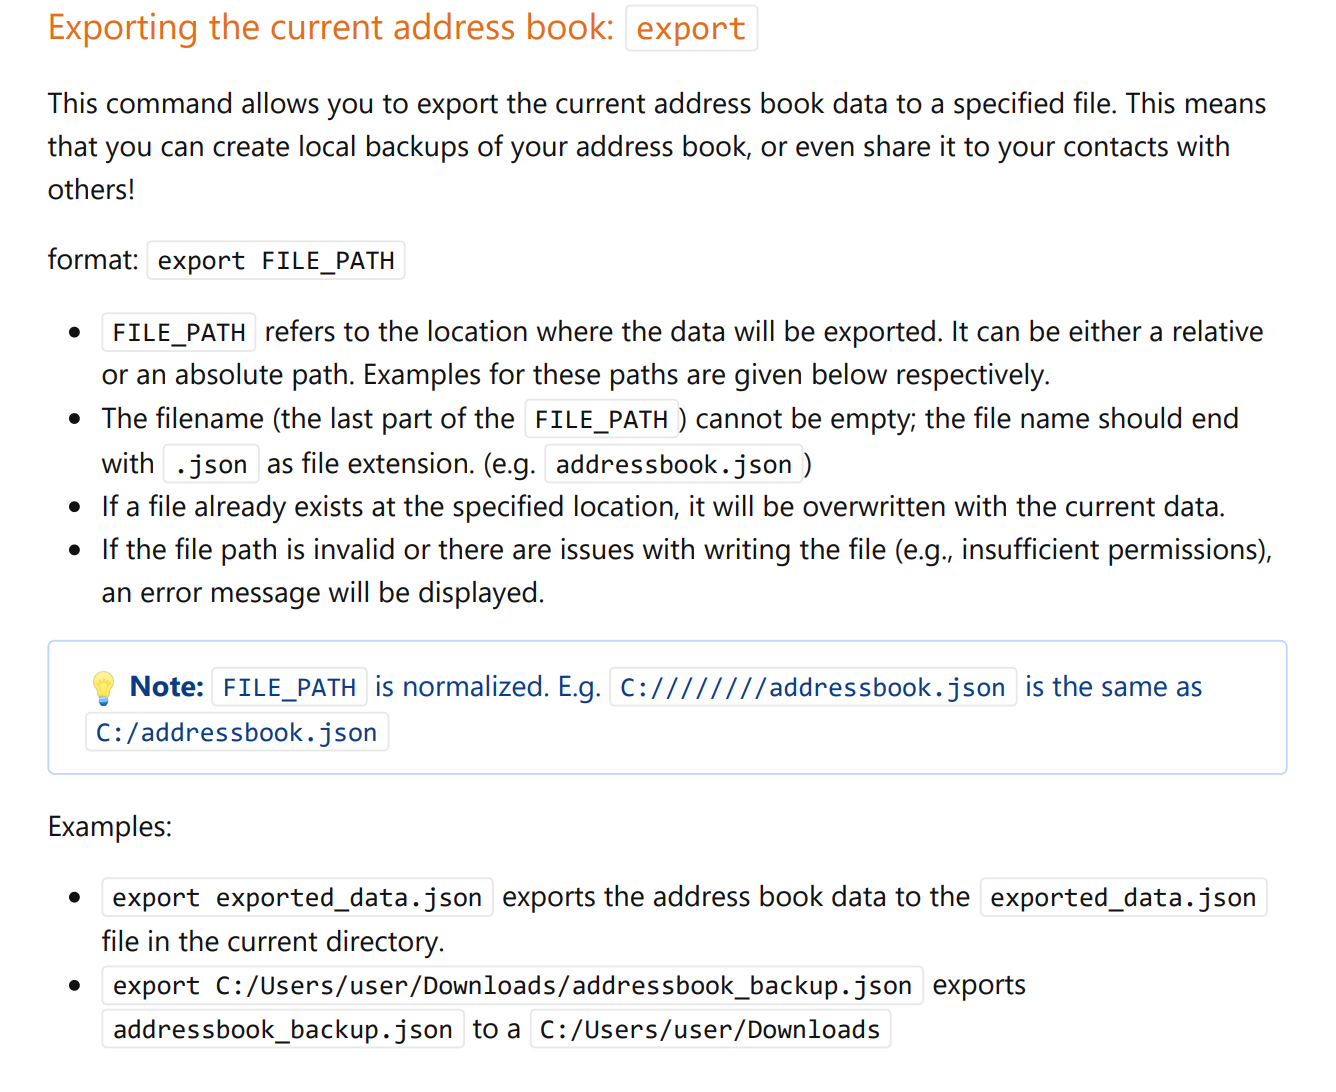 Exporting the current address book: export
This command allows you to export the current address book data to a specified file. This means
that you can create local backups of your address book, or even share it to your contacts with
others!
format: export FILE_PATH
• FILE_PATH refers to the location where the data will be exported. It can be either a relative
or an absolute path. Examples for these paths are given below respectively.
• The filename (the last part of the FILE_PATH) cannot be empty; the file name should end
with .json as file extension. (e.g. addressbook.json)
• If a file already exists at the specified location, it will be overwritten with the current data.
• If the file path is invalid or there are issues with writing the file (e.g., insufficient permissions),
an error message will be displayed.
💡 Note: FILE_PATH is normalized. E.g. C:////////addressbook.json is the same as
C:/addressbook.json
Examples:
• export exported_data.json exports the address book data to the exported_data.json
file in the current directory.
• export C:/Users/user/Downloads/addressbook_backup.json exports
addressbook_backup.json to a C:/Users/user/Downloads